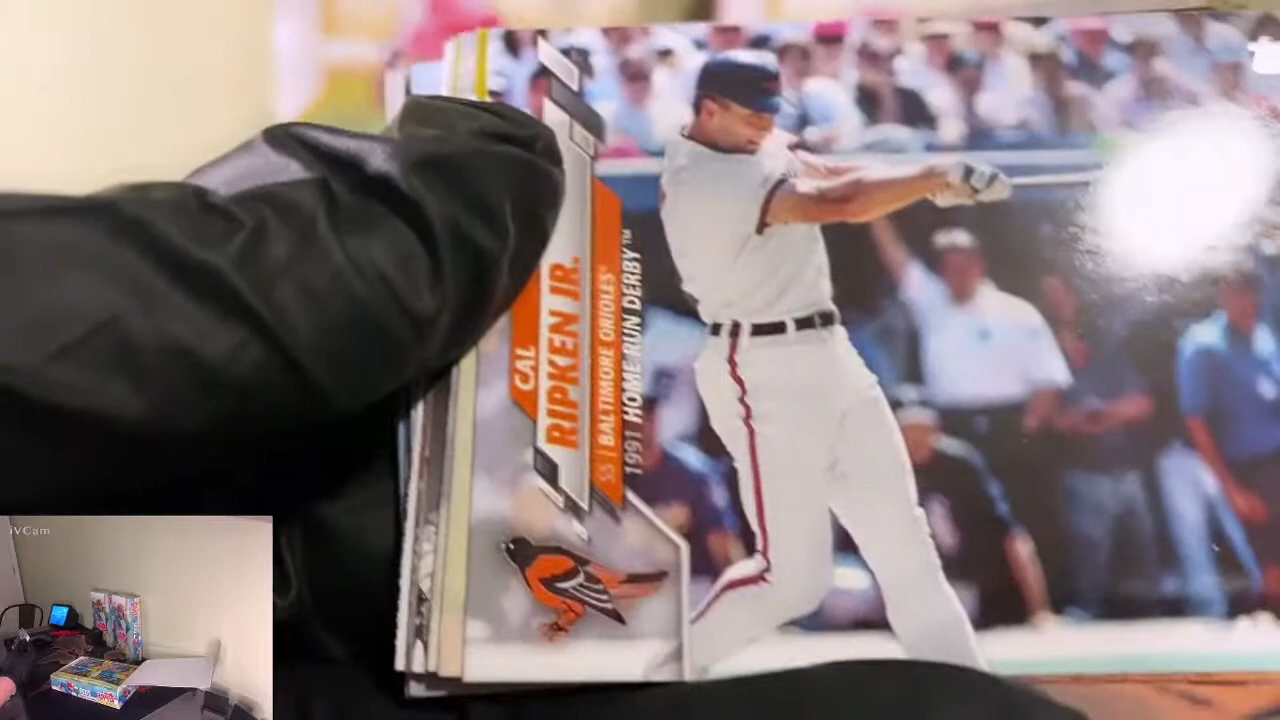 CAL
RIPKEN JR.
SS | BALTIMORE ORIOLES®
1991 HOME RUN DERBY™
iVCam